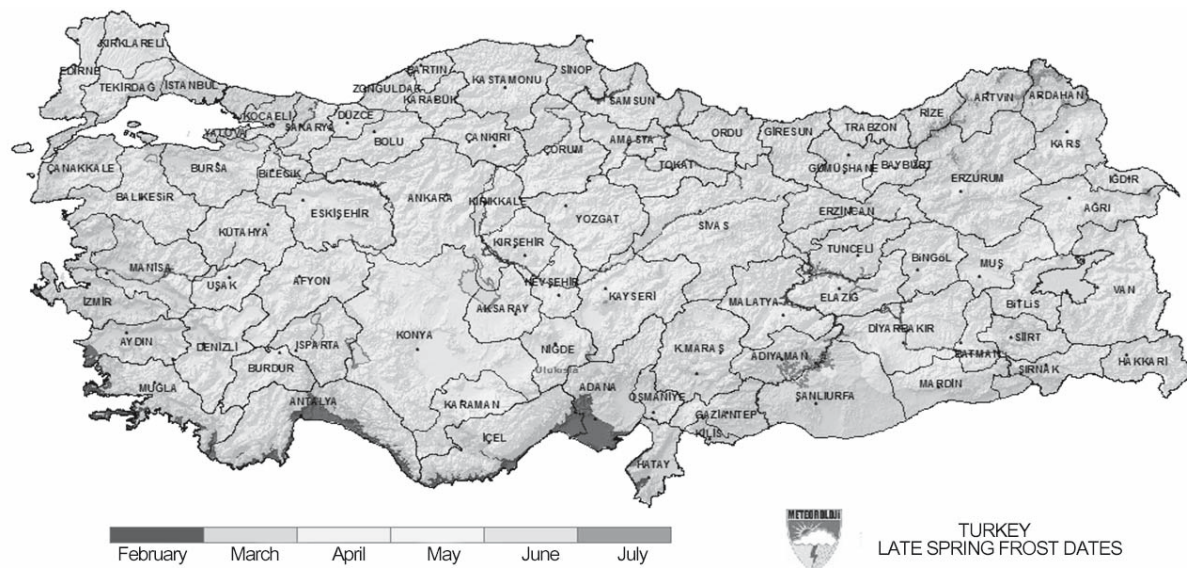 KIRKLARELİ
EDİRNE
TEKİRDAĞ
İSTANBUL
KOCAELİ
YALOVA
SAKARYA
DÜZCE
ZONGULDAK
BARTIN
KARABÜK
KASTAMONU
SİNOP
SAMSUN
BOLU
ÇANKIRI
ÇORUM
AMASYA
TOKAT
ORDU
GİRESUN
TRABZON
RİZE
ARTVİN
ARDAHAN
KARS
GÜMÜŞHANE
BAYBURT
ERZURUM
IĞDIR
AĞRI
ÇANAKKALE
BALIKESİR
BURSA
BİLECİK
ESKİŞEHİR
ANKARA
KIRIKKALE
YOZGAT
SİVAS
ERZİNCAN
TUNCELİ
BİNGÖL
MUŞ
VAN
BİTLİS
KÜTAHYA
KIRŞEHİR
NEVŞEHİR
KAYSERİ
MALATYA
ELAZIĞ
DİYARBAKIR
MANİSA
UŞAK
AFYON
AKSARAY
İZMİR
AYDIN
DENİZLİ
ISPARTA
BURDUR
KONYA
NİĞDE
Ulukışla
K.MARAŞ
ADIYAMAN
BATMAN
SİİRT
ŞIRNAK
HAKKARİ
MARDİN
ŞANLIURFA
MUĞLA
ANTALYA
KARAMAN
İÇEL
ADANA
OSMANİYE
GAZİANTEP
KİLİS
HATAY
February March April May June July
METEOROLOJİ
TURKEY
LATE SPRING FROST DATES